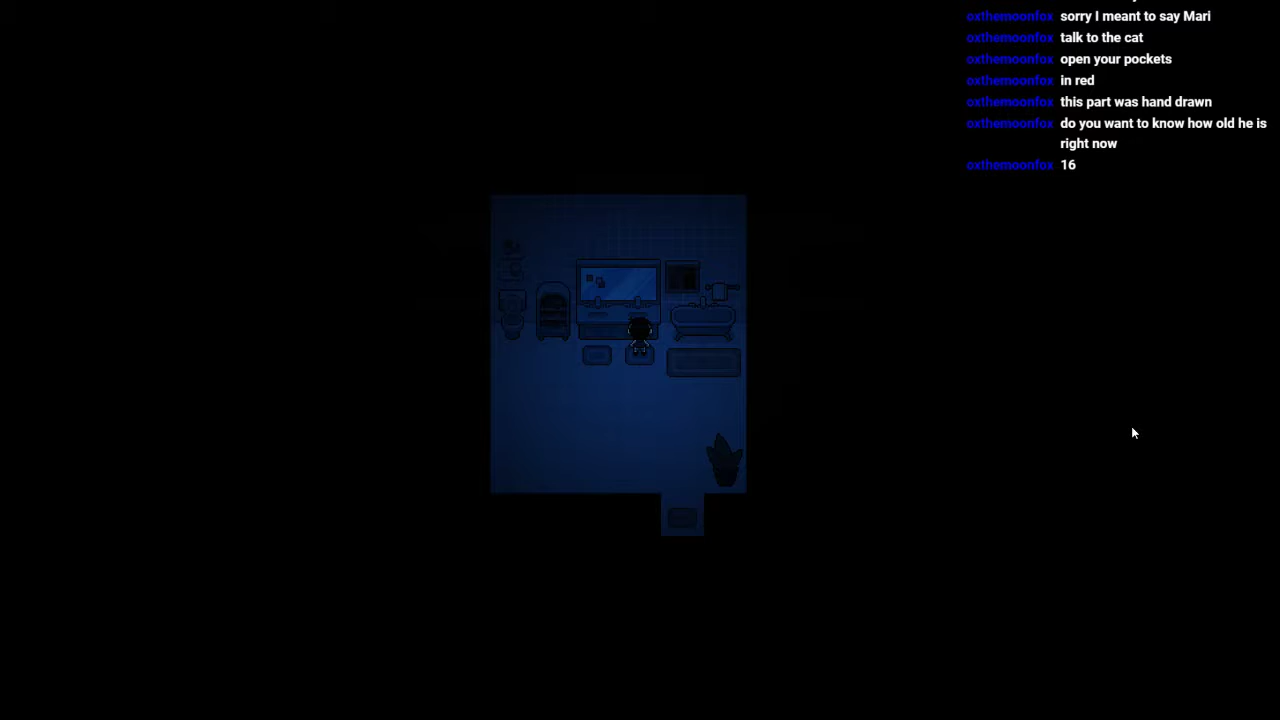 oxthemoonfox sorry I meant to say Mari
oxthemoonfox talk to the cat
oxthemoonfox open your pockets
oxthemoonfox in red
oxthemoonfox this part was hand drawn
oxthemoonfox do you want to know how old he is
right now
oxthemoonfox 16